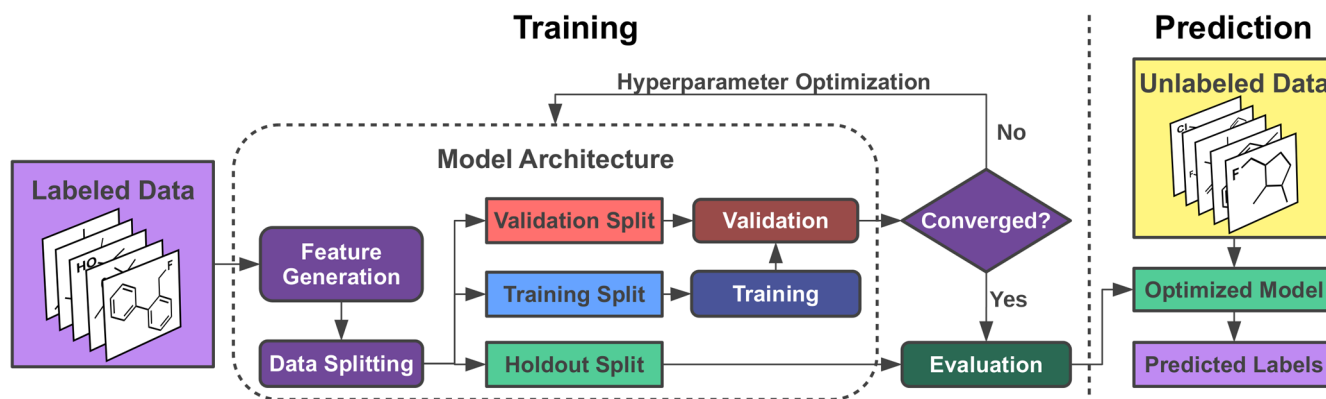 Training
Prediction
Hyperparameter Optimization
Unlabeled Data
Cl
F
F
No
Model Architecture
Labeled Data
HO
F
Validation Split
Validation
Converged?
Feature
Generation
Training Split
Training
Yes
Optimized Model
Data Splitting
Holdout Split
Evaluation
Predicted Labels